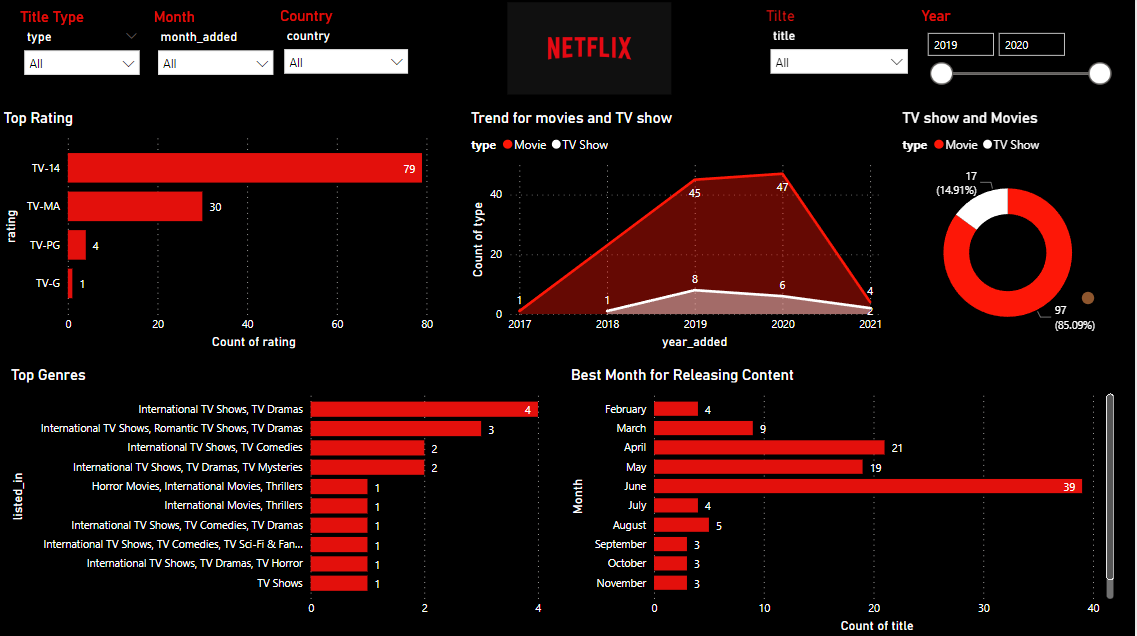 Title Type
type
All
Month
month_added
All
Country
country
All
NETFLIX
Tilte
title
All
Year
2019
2020
Top Rating
rating
TV-14
79
TV-MA
30
TV-PG
4
TV-G
1
0 20 40 60 80
Count of rating
Trend for movies and TV show
type Movie TV Show
Count of type
40
20
0
1
1
45
8
47
6
4
2
2017 2018 2019 2020 2021
year_added
TV show and Movies
type Movie TV Show
17
(14.91%)
97
(85.09%)
Top Genres
listed_in
International TV Shows, TV Dramas 4
International TV Shows, Romantic TV Shows, TV Dramas 3
International TV Shows, TV Comedies 2
International TV Shows, TV Dramas, TV Mysteries 2
Horror Movies, International Movies, Thrillers 1
International Movies, Thrillers 1
International TV Shows, TV Comedies, TV Dramas 1
International TV Shows, TV Comedies, TV Sci-Fi & Fan... 1
International TV Shows, TV Dramas, TV Horror 1
TV Shows 1
0 2 4
Best Month for Releasing Content
Month
February 4
March 9
April 21
May 19
June 39
July 4
August 5
September 3
October 3
November 3
0 10 20 30 40
Count of title